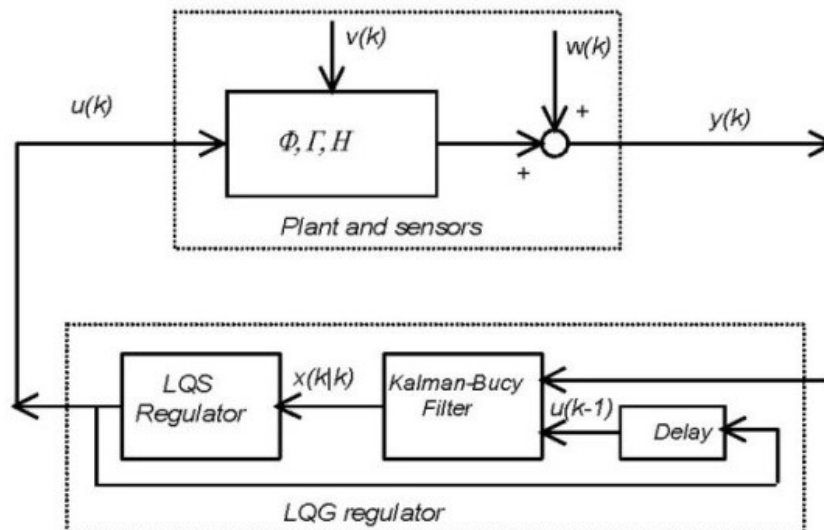 v(k)
w(k)
u(k)
Φ, Γ, H
+
y(k)
+
Plant and sensors
LQS
Regulator
x(k|k)
Kalman-Bucy
Filter
u(k-1)
Delay
LQG regulator